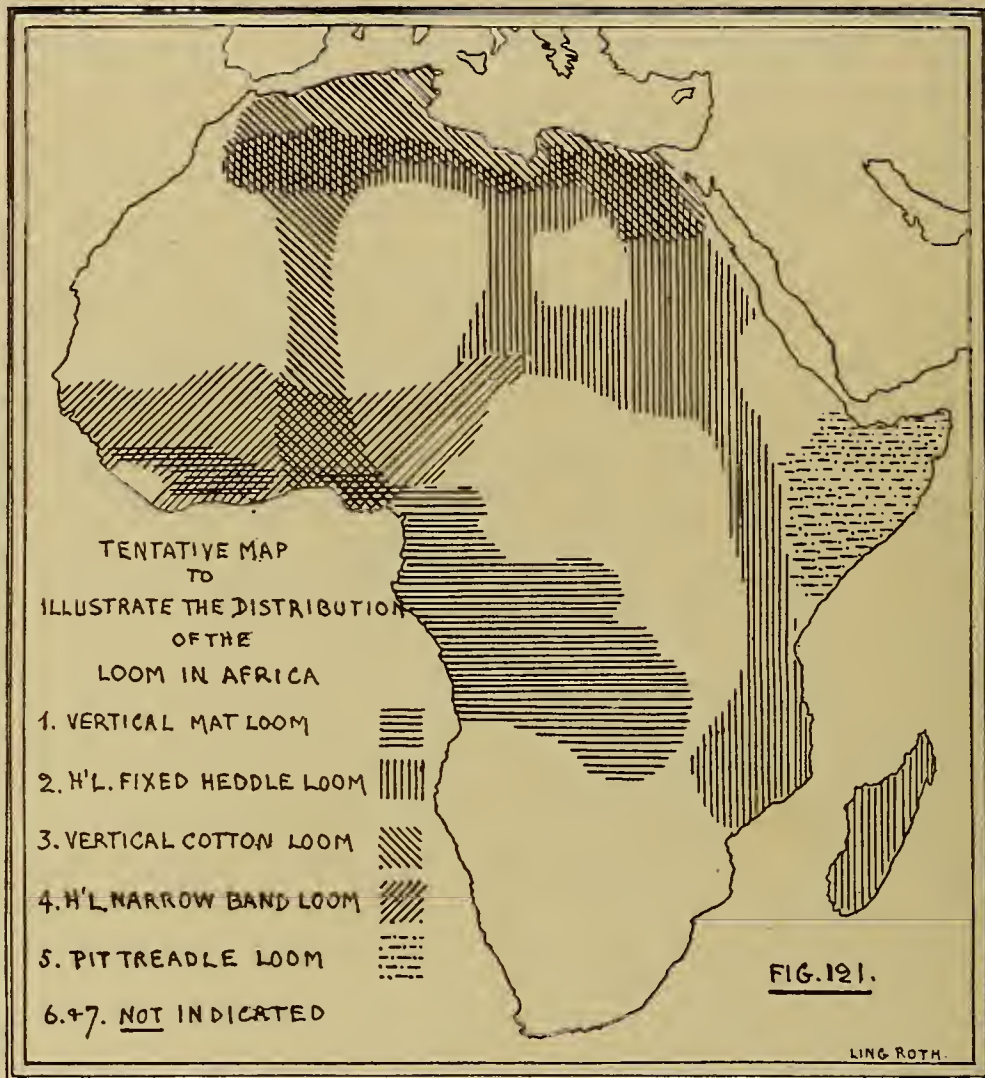 TENTATIVE MAP
TO
ILLUSTRATE THE DISTRIBUTION
OF THE
LOOM IN AFRICA
1. VERTICAL MAT LOOM
2. H'L. FIXED HEDDLE LOOM
3. VERTICAL COTTON LOOM
4. H'L. NARROW BAND LOOM
5. PIT TREADLE LOOM
6.&7. NOT INDICATED
FIG. 121.
LING ROTH.